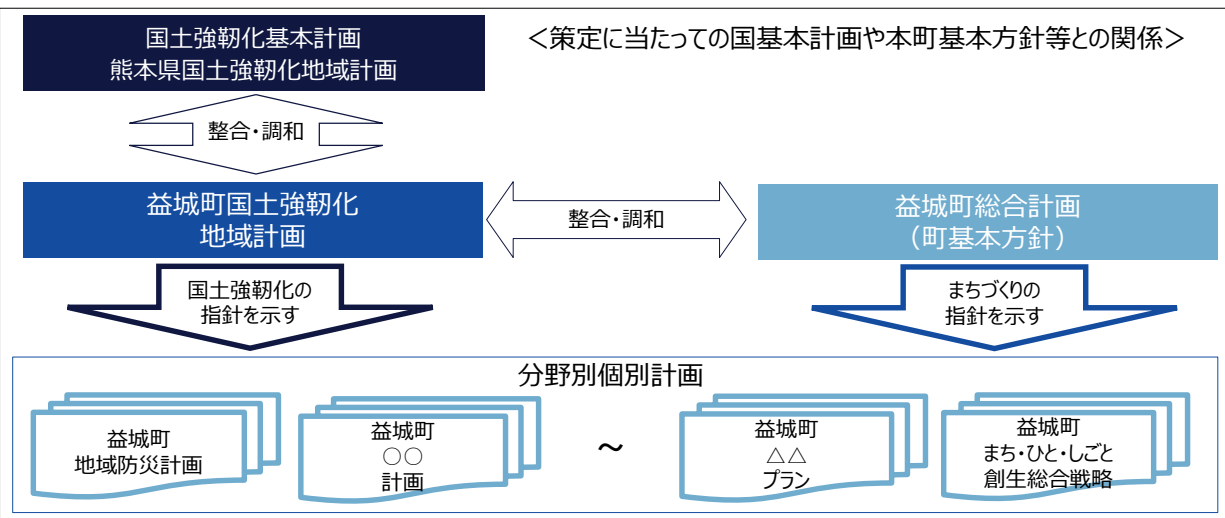 国土強靭化基本計画
熊本県国土強靭化地域計画
＜策定に当たっての国基本計画や本町基本方針等との関係＞
整合・調和
益城町国土強靭化
地域計画
整合・調和
益城町総合計画
（町基本方針）
国土強靭化の
指針を示す
まちづくりの
指針を示す
分野別個別計画
益城町
地域防災計画
益城町
○○
計画
～
益城町
△△
プラン
益城町
まち・ひと・しごと
創生総合戦略